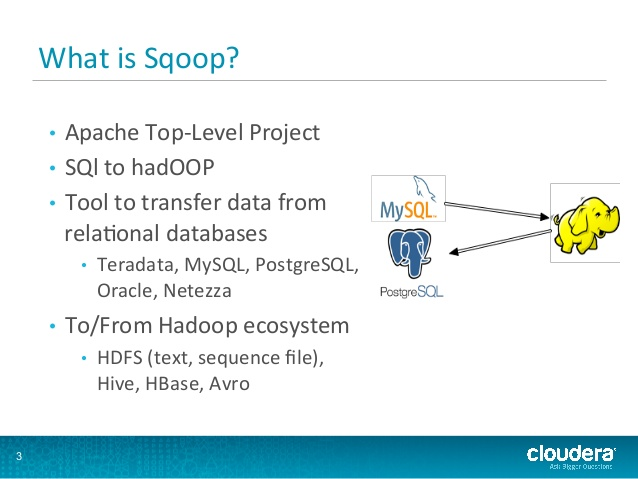 What is Sqoop?
• Apache Top-Level Project
• SQl to hadOOP
• Tool to transfer data from
relational databases
• Teradata, MySQL, PostgreSQL,
Oracle, Netezza
• To/From Hadoop ecosystem
• HDFS (text, sequence file),
Hive, HBase, Avro
MySQL™
PostgreSQL
3
cloudera®
Ask Bigger Questions